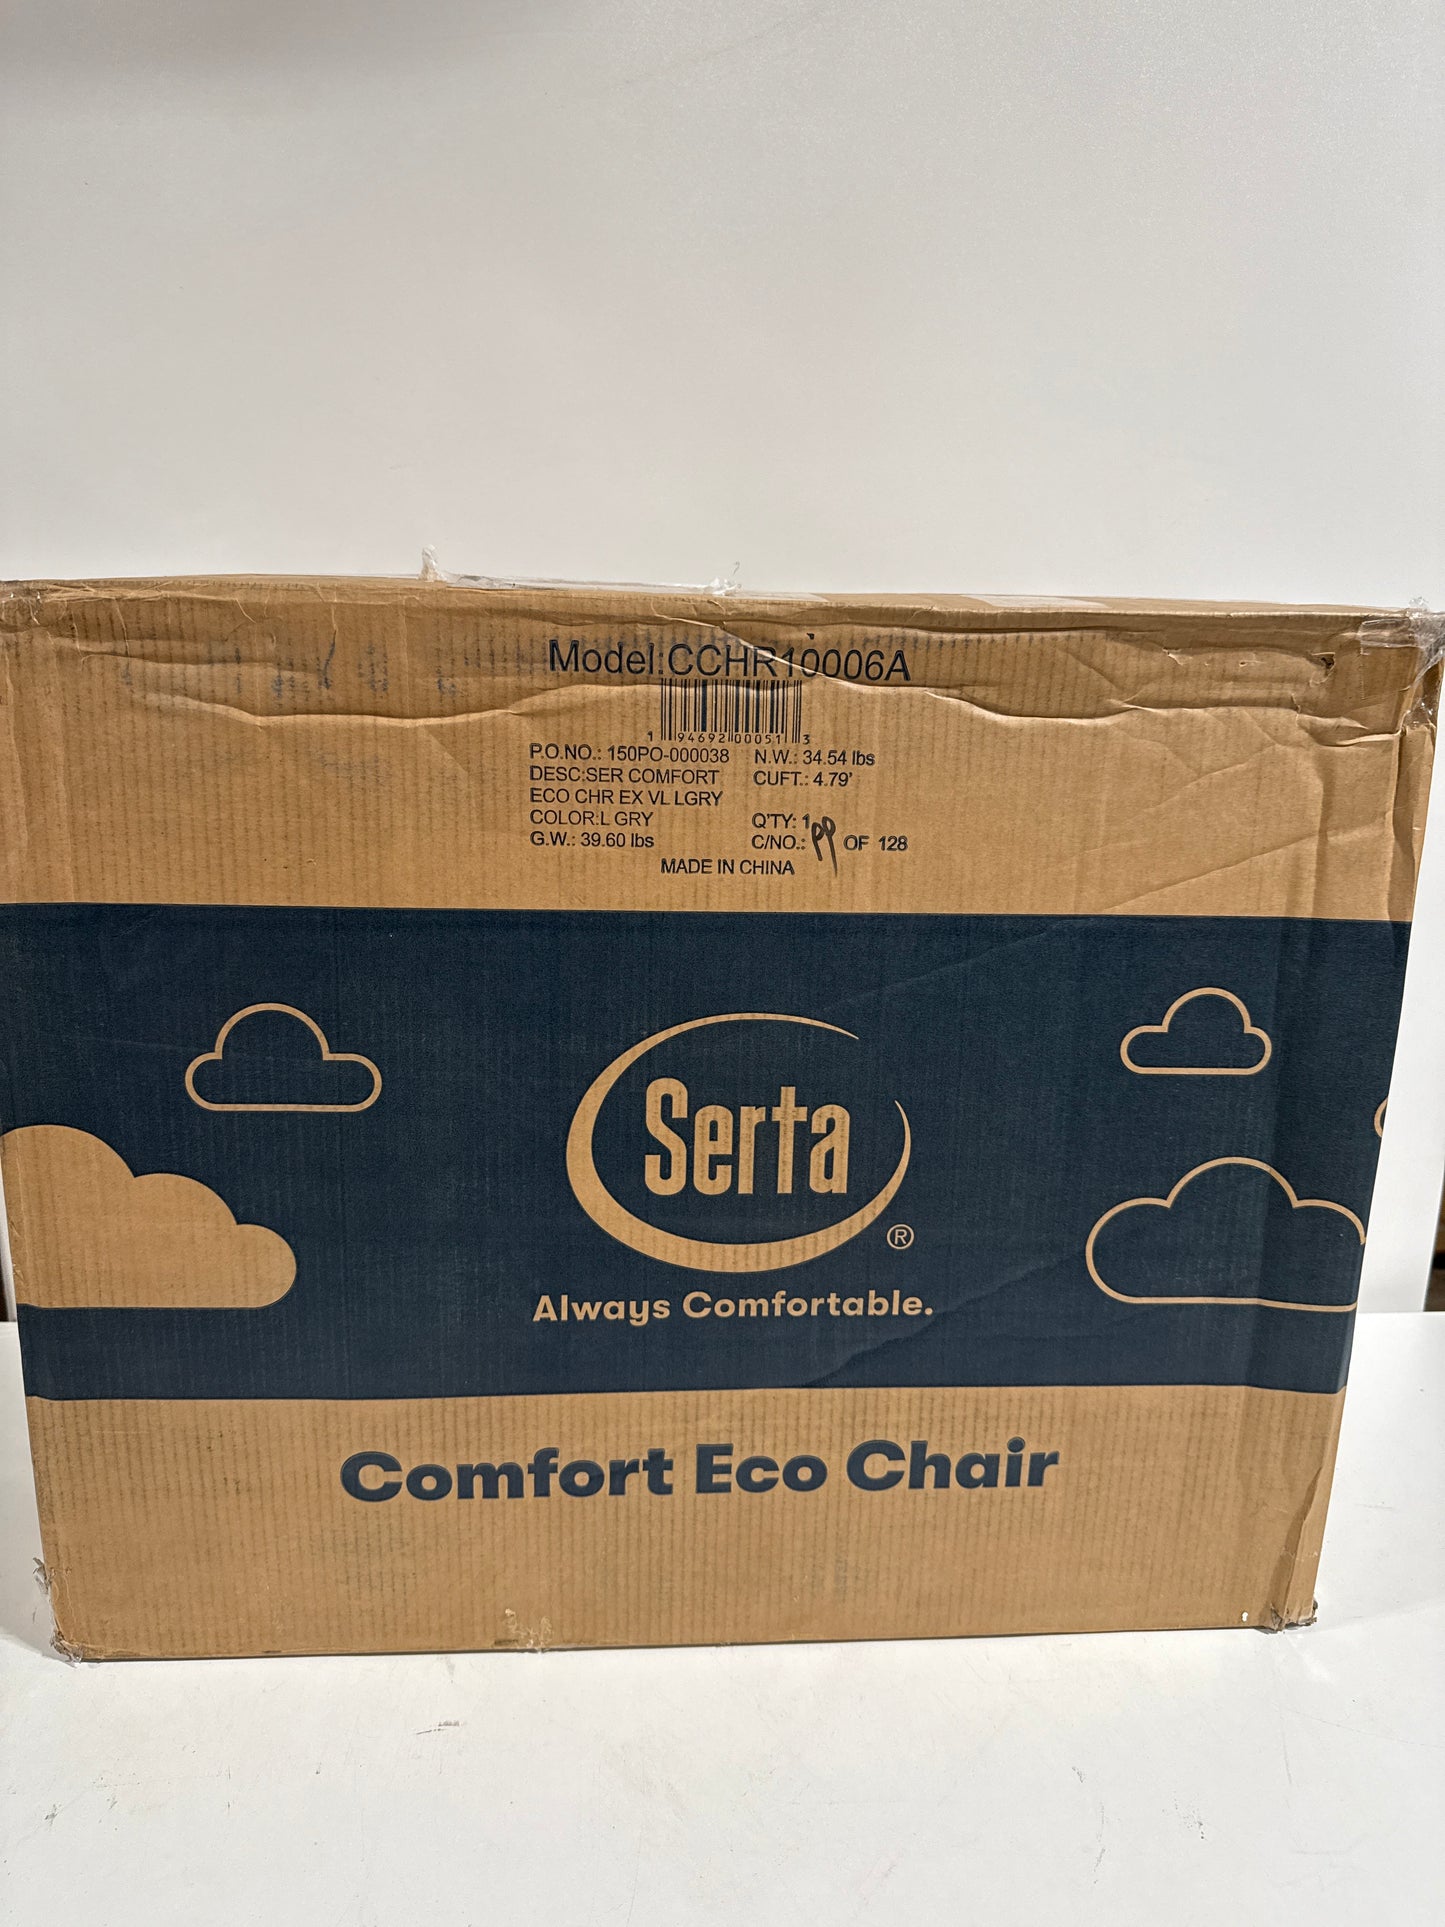 Model:CCHR10006A
1 94692 00051 3
P.O.NO.: 150PO-000038 N.W.: 34.54 lbs
DESC:SER COMFORT CUFT.: 4.79'
ECO CHR EX VL LGRY
COLOR:L GRY Q'TY: 1
G.W.: 39.60 lbs C/NO.: OF 128
MADE IN CHINA
Serta
®
Always Comfortable.
Comfort Eco Chair